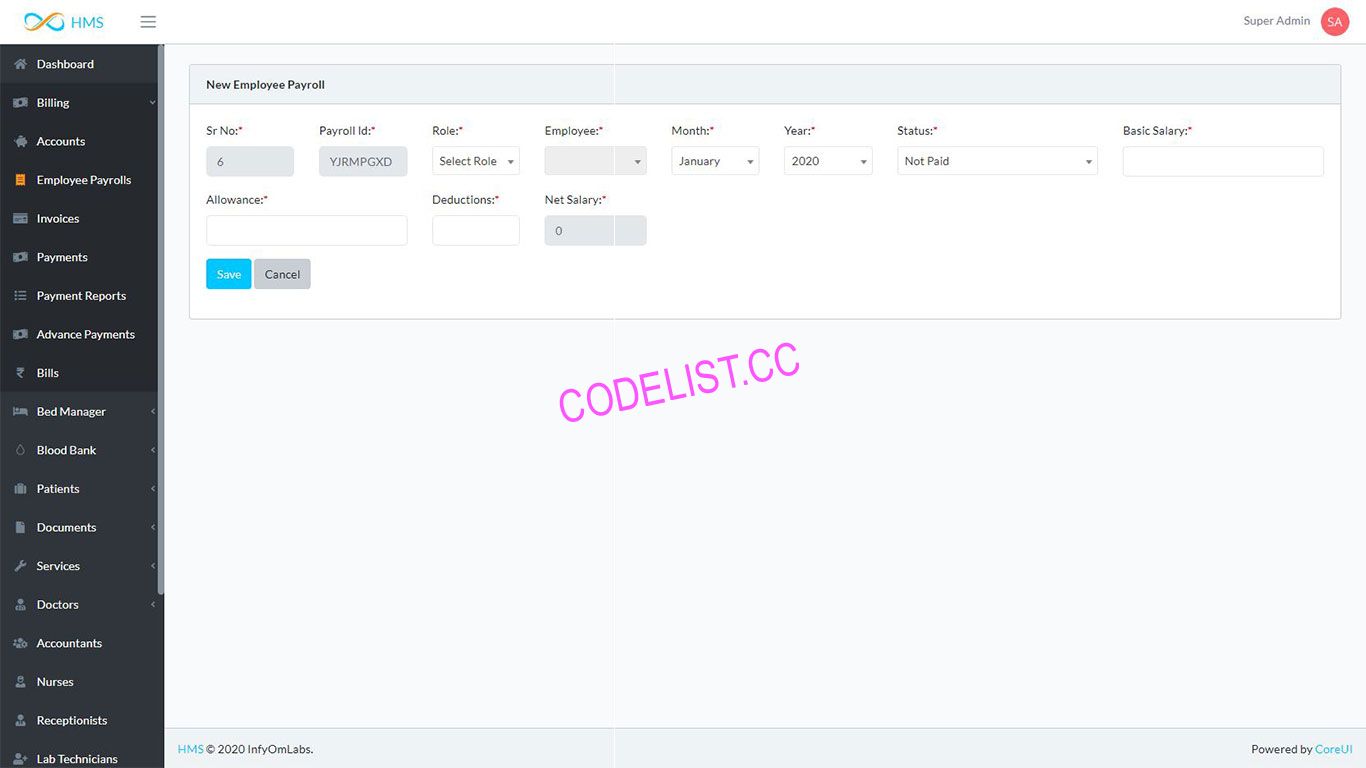 HMS
Super Admin
SA
Dashboard
Billing
Accounts
Employee Payrolls
Invoices
Payments
Payment Reports
Advance Payments
Bills
Bed Manager
Blood Bank
Patients
Documents
Services
Doctors
Accountants
Nurses
Receptionists
Lab Technicians
New Employee Payroll
Sr No:* Payroll Id:* Role:* Employee:* Month:* Year:* Status:* Basic Salary:*
6 YJRMPGXD Select Role January 2020 Not Paid
Allowance:* Deductions:* Net Salary:*
0
Save Cancel
CODELIST.CC
HMS © 2020 InfyOmLabs.
Powered by CoreUI